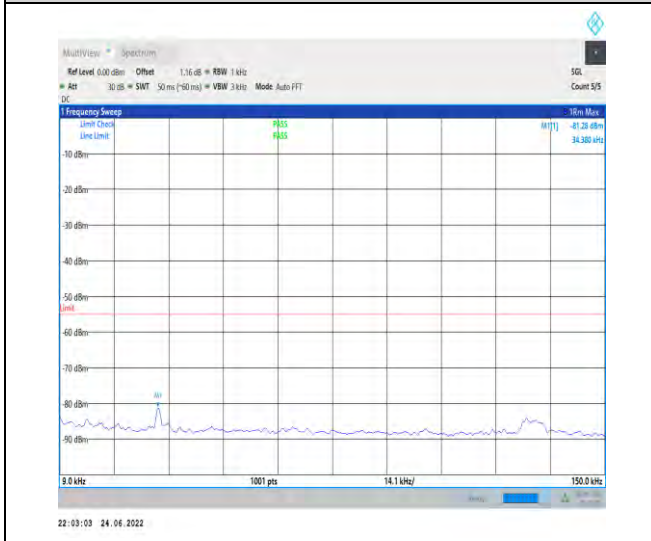 MultiView Spectrum
Ref Level 0.00 dBm Offset 1.16 dB RBW 1 kHz SGL
Att 30 dB SWT 50 ms (~60 ms) VBW 3 kHz Mode Auto FFT Count 5/5
DC
1 Frequency Sweep 1Rm Max
Limit Check PASS M1[1] -81.28 dBm
Line Limit PASS 34.380 kHz
-10 dBm
-20 dBm
-30 dBm
-40 dBm
-50 dBm
Limit
-60 dBm
-70 dBm
M1
-80 dBm
-90 dBm
9.0 kHz 1001 pts 14.1 kHz/ 150.0 kHz
22:03:03 24.06.2022